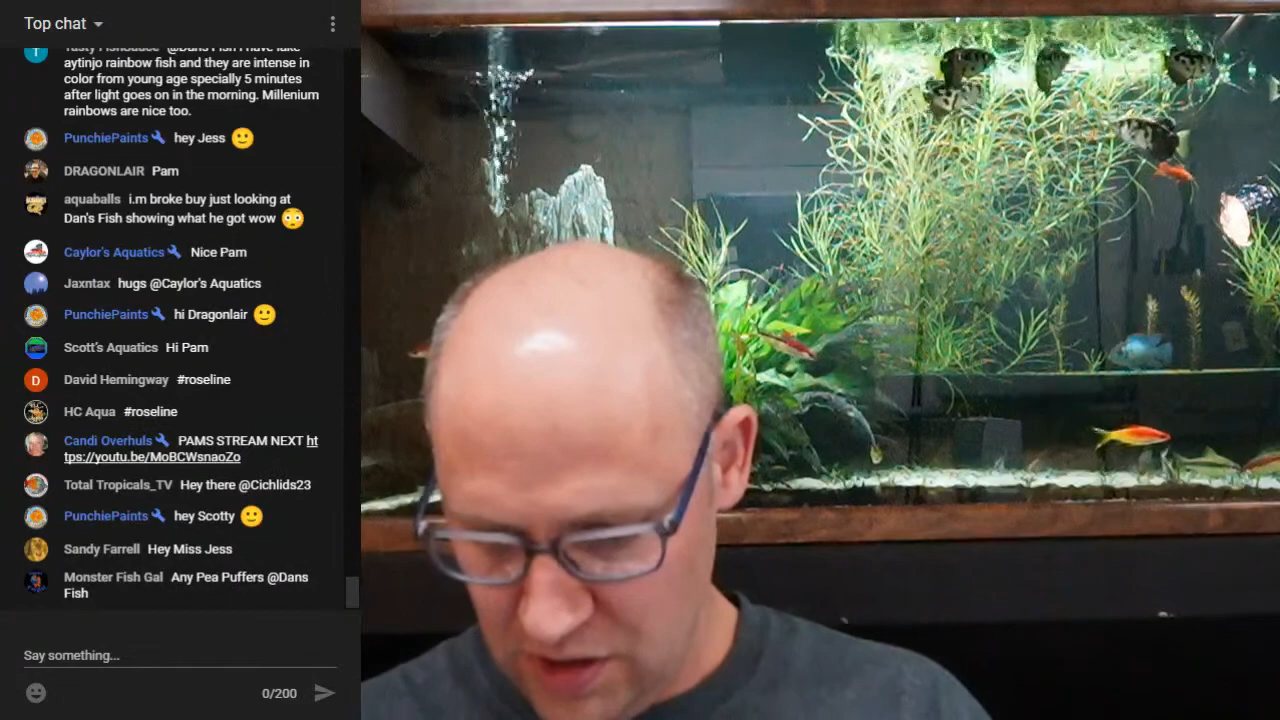 Top chat
T
Tasty Fishsauce @Dans Fish I have lake
aytinjo rainbow fish and they are intense in
color from young age specially 5 minutes
after light goes on in the morning. Millenium
rainbows are nice too.
PunchiePaints hey Jess
DRAGONLAIR Pam
aquaballs i.m broke buy just looking at
Dan's Fish showing what he got wow
Caylor's Aquatics Nice Pam
Jaxntax hugs @Caylor's Aquatics
PunchiePaints hi Dragonlair
Scott's Aquatics Hi Pam
D
David Hemingway #roseline
HC Aqua #roseline
Candi Overhuls PAMS STREAM NEXT ht
tps://youtu.be/MoBCWsnaoZo
Total Tropicals_TV Hey there @Cichlids23
PunchiePaints hey Scotty
Sandy Farrell Hey Miss Jess
Monster Fish Gal Any Pea Puffers @Dans
Fish
Say something...
0/200